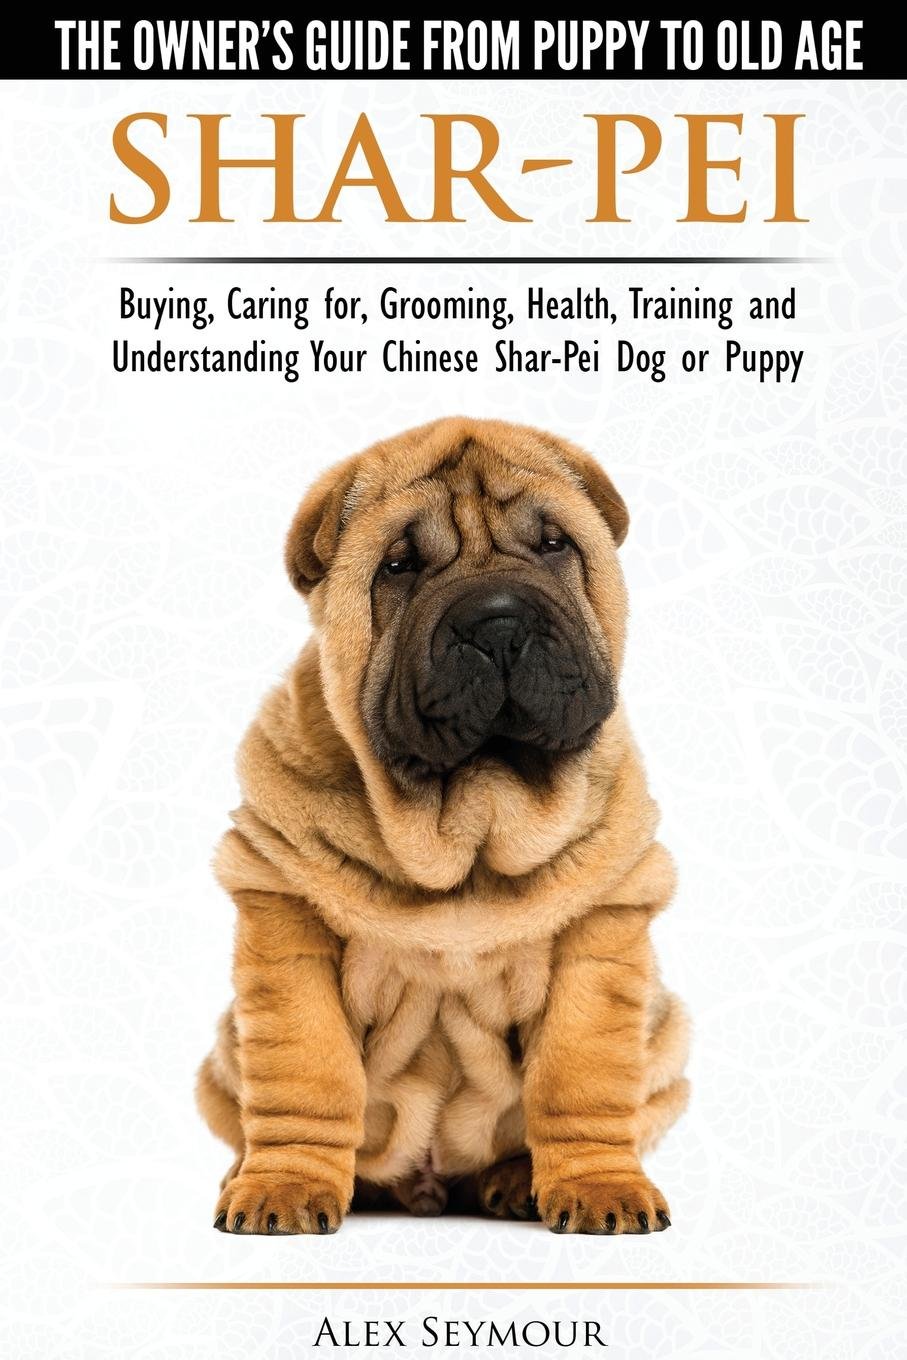 THE OWNER'S GUIDE FROM PUPPY TO OLD AGE
SHAR-PEI
Buying, Caring for, Grooming, Health, Training and
Understanding Your Chinese Shar-Pei Dog or Puppy
ALEX SEYMOUR